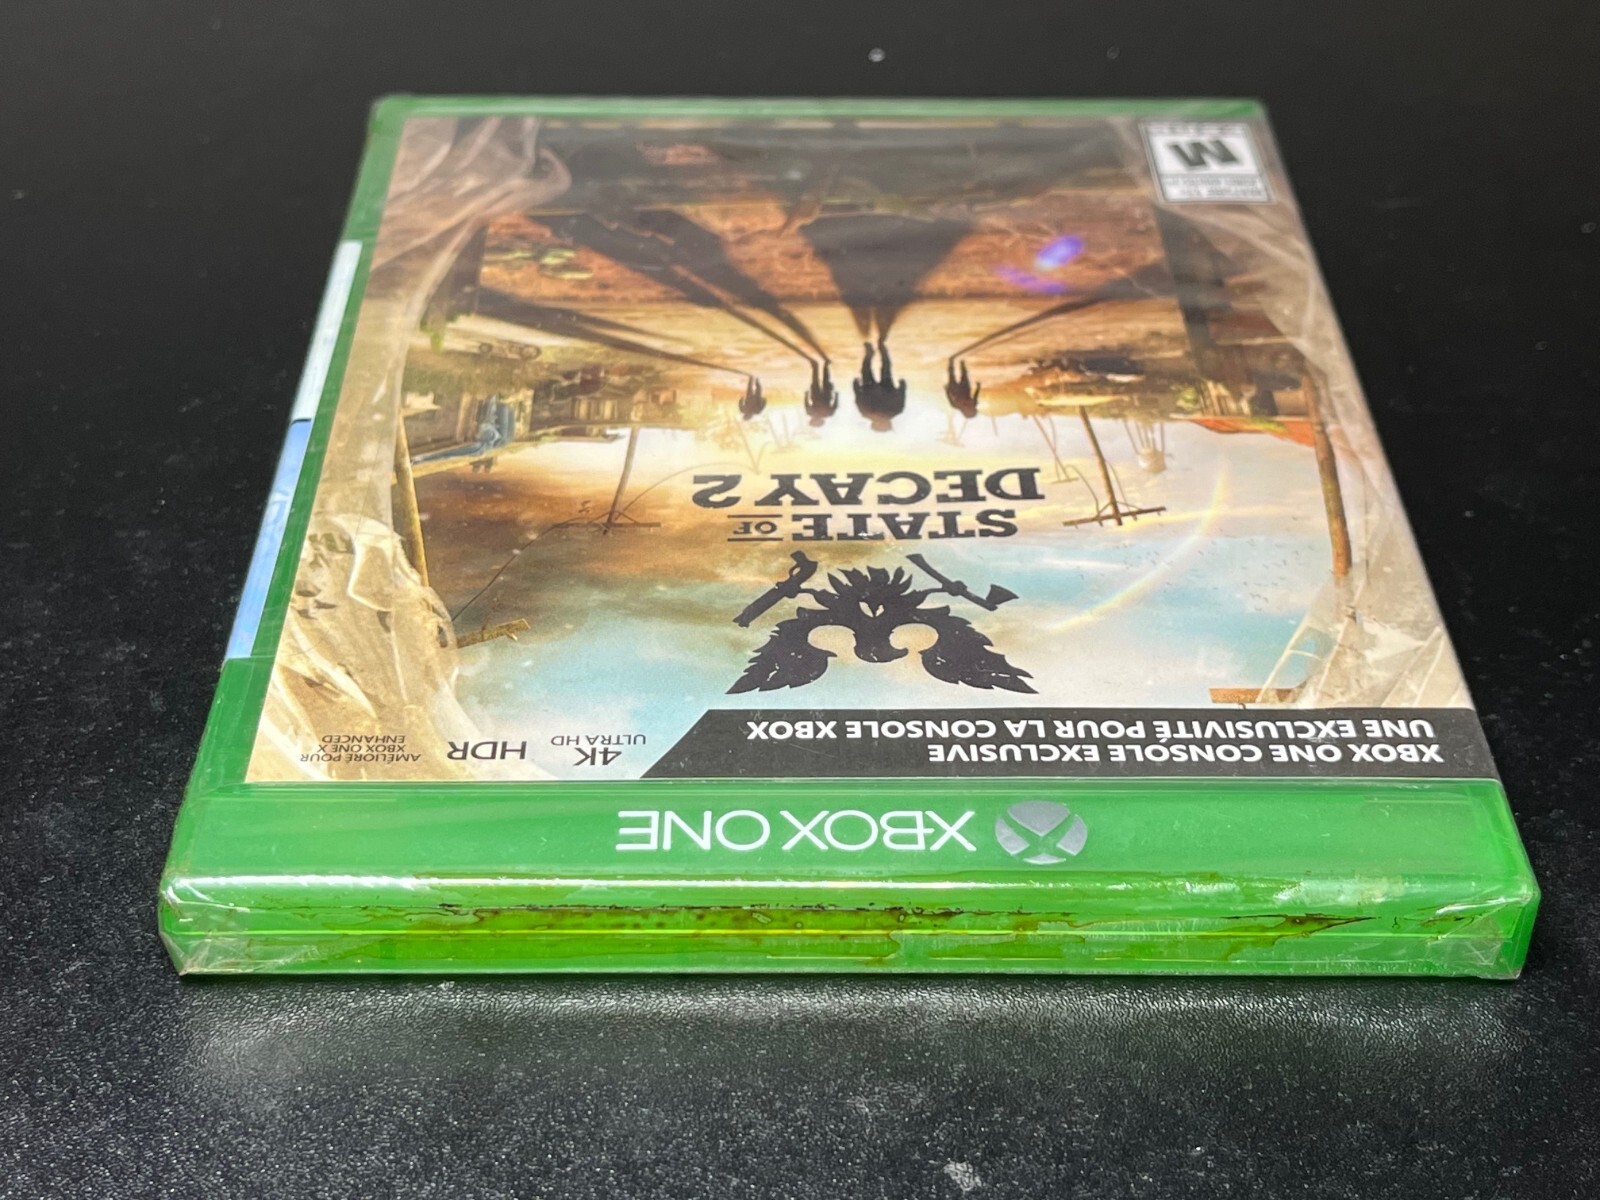 XBOX ONE
XBOX ONE CONSOLE EXCLUSIVE
UNE EXCLUSIVITÉ POUR LA CONSOLE XBOX
4K
ULTRA HD
HDR
AMÉLIORÉ POUR
XBOX ONE X
ENHANCED
STATE OF
DECAY 2
M